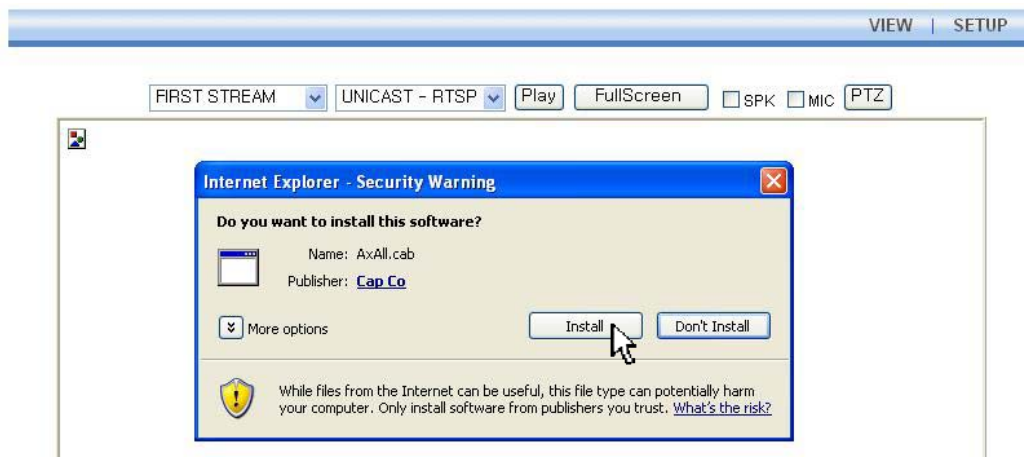 VIEW | SETUP
FIRST STREAM UNICAST - RTSP Play FullScreen SPK MIC PTZ
Internet Explorer - Security Warning
Do you want to install this software?
Name: AxAll.cab
Publisher: Cap Co
More options Install Don't Install
While files from the Internet can be useful, this file type can potentially harm
your computer. Only install software from publishers you trust. What's the risk?